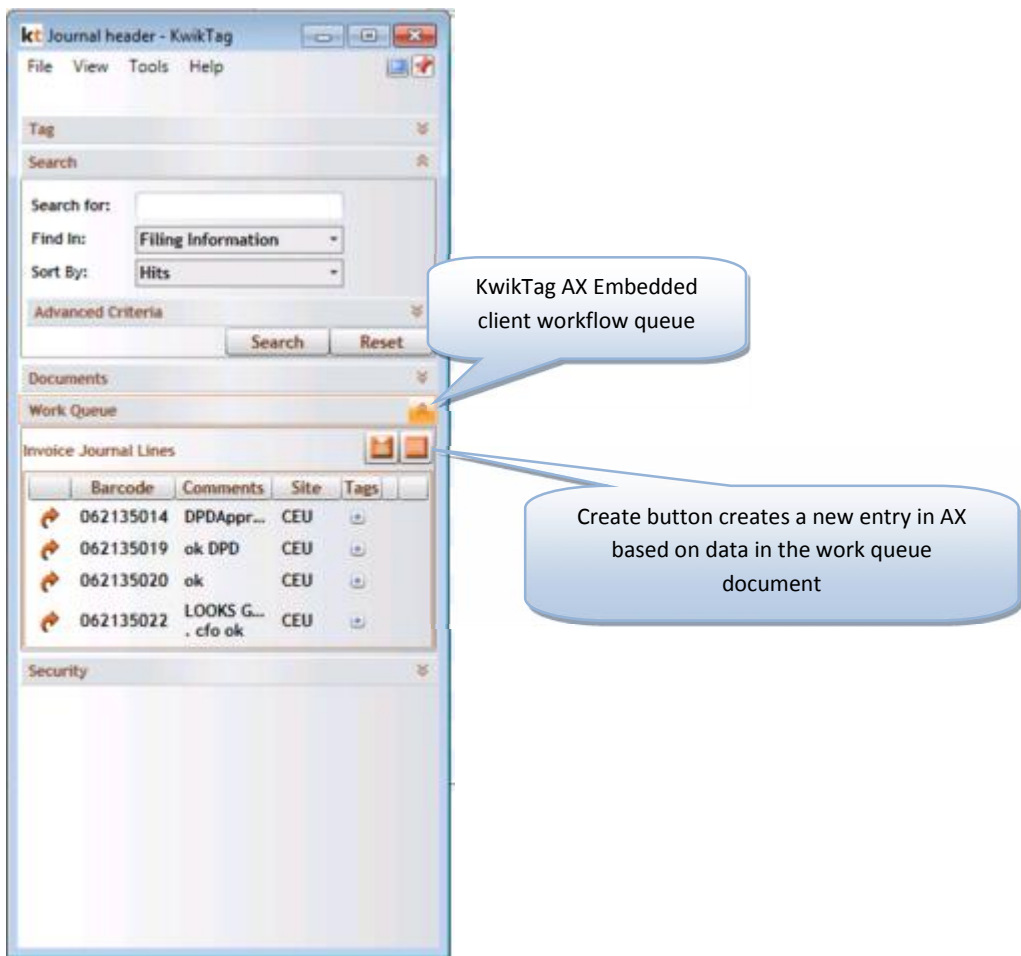 kt Journal header - KwikTag
File View Tools Help
Tag
Search
Search for:
Find In: Filing Information
Sort By: Hits
Advanced Criteria
Search Reset
Documents
Work Queue
Invoice Journal Lines
Barcode Comments Site Tags
062135014 DPDAppr... CEU
062135019 ok DPD CEU
062135020 ok CEU
062135022 LOOKS G... CEU
. cfo ok
Security
KwikTag AX Embedded
client workflow queue
Create button creates a new entry in AX
based on data in the work queue
document